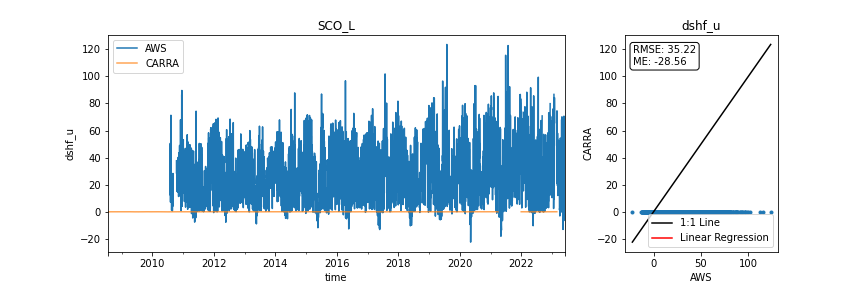 SCO_L
dshf_u
120
100
80
60
40
20
0
−20
2010
2012
2014
2016
2018
2020
2022
time
AWS
CARRA
dshf_u
RMSE: 35.22
ME: -28.56
CARRA
120
100
80
60
40
20
0
−20
0
50
100
AWS
1:1 Line
Linear Regression